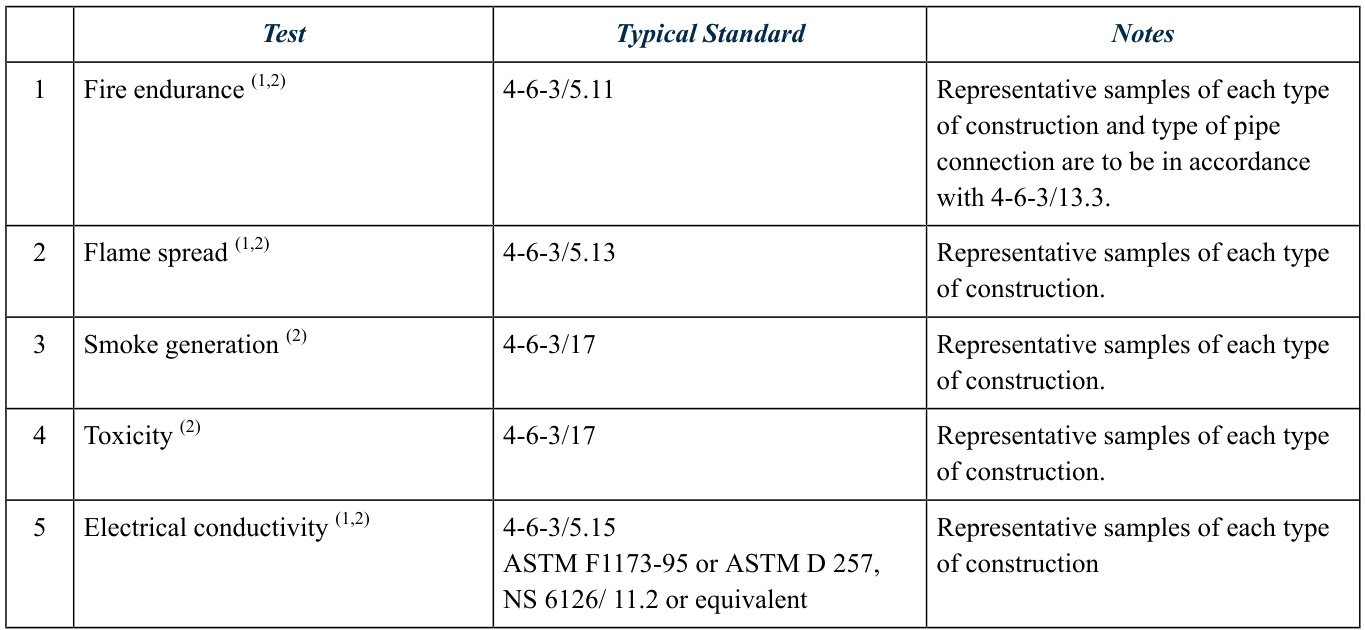 Test Typical Standard Notes
1 Fire endurance (1,2) 4-6-3/5.11 Representative samples of each type
of construction and type of pipe
connection are to be in accordance
with 4-6-3/13.3.
2 Flame spread (1,2) 4-6-3/5.13 Representative samples of each type
of construction.
3 Smoke generation (2) 4-6-3/17 Representative samples of each type
of construction.
4 Toxicity (2) 4-6-3/17 Representative samples of each type
of construction.
5 Electrical conductivity (1,2) 4-6-3/5.15 Representative samples of each type
ASTM F1173-95 or ASTM D 257, of construction
NS 6126/ 11.2 or equivalent